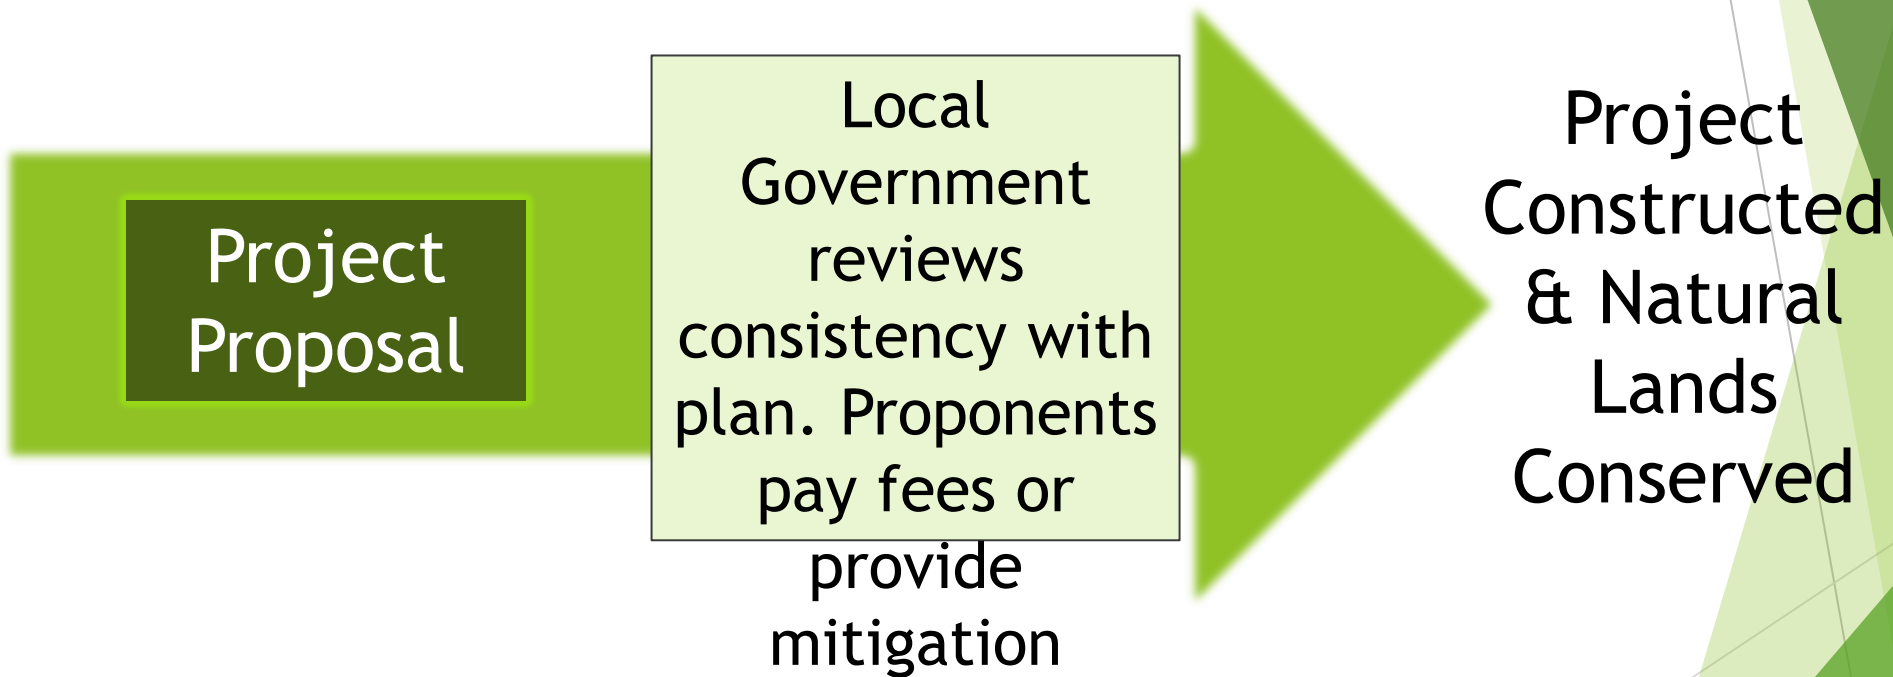 Project
Proposal
Local
Government
reviews
consistency with
plan. Proponents
pay fees or
provide
mitigation
Project
Constructed
& Natural
Lands
Conserved